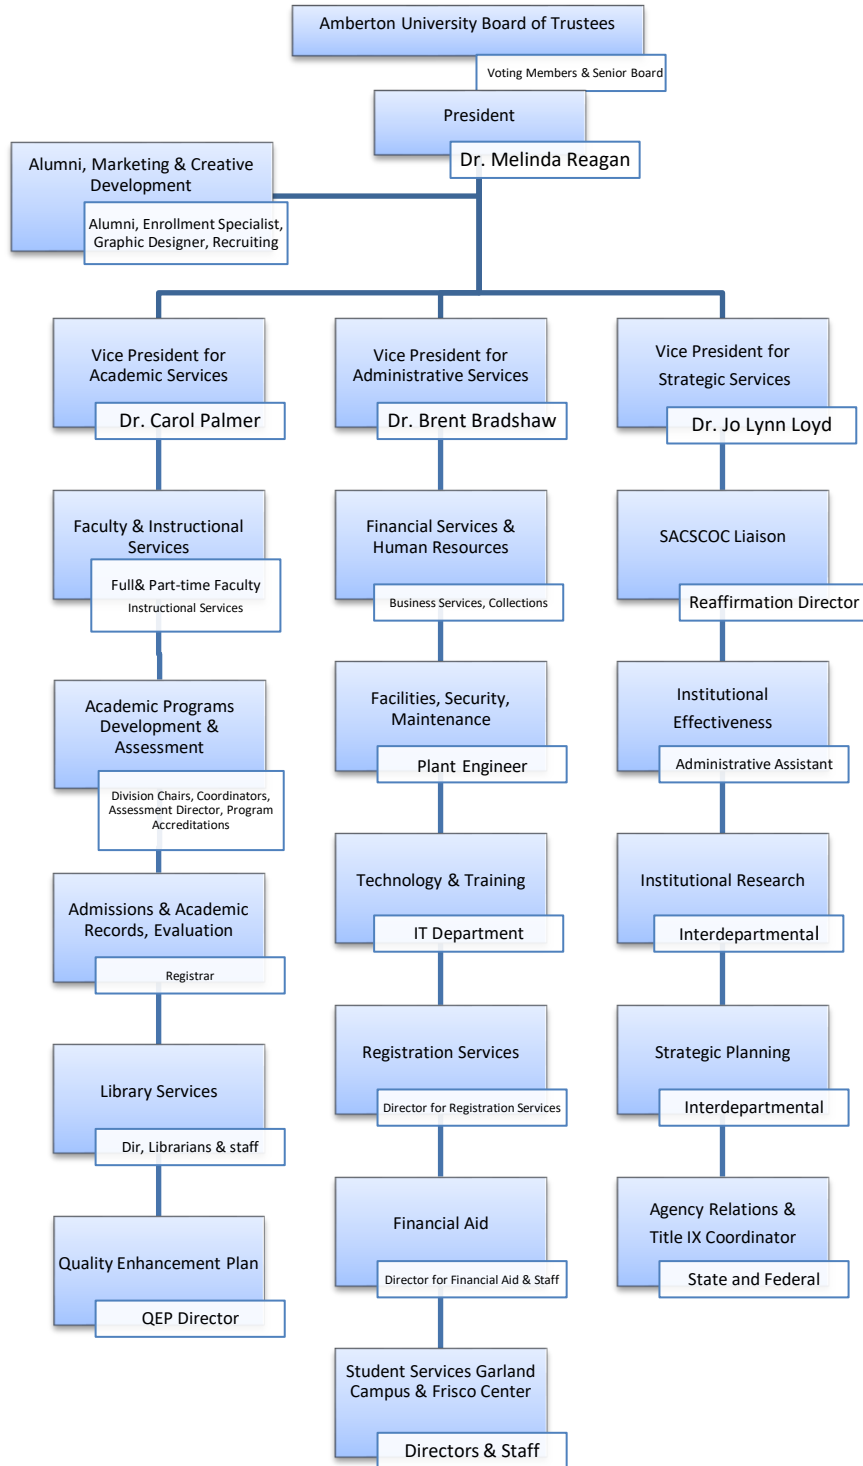 Amberton University Board of Trustees
Voting Members & Senior Board
President
Dr. Melinda Reagan
Alumni, Marketing & Creative
Development
Alumni, Enrollment Specialist,
Graphic Designer, Recruiting
Vice President for
Academic Services
Dr. Carol Palmer
Faculty & Instructional
Services
Full& Part-time Faculty
Instructional Services
Academic Programs
Development &
Assessment
Division Chairs, Coordinators,
Assessment Director, Program
Accreditations
Admissions & Academic
Records, Evaluation
Registrar
Library Services
Dir, Librarians & staff
Quality Enhancement Plan
QEP Director
Vice President for
Administrative Services
Dr. Brent Bradshaw
Financial Services &
Human Resources
Business Services, Collections
Facilities, Security,
Maintenance
Plant Engineer
Technology & Training
IT Department
Registration Services
Director for Registration Services
Financial Aid
Director for Financial Aid & Staff
Student Services Garland
Campus & Frisco Center
Directors & Staff
Vice President for
Strategic Services
Dr. Jo Lynn Loyd
SACSCOC Liaison
Reaffirmation Director
Institutional
Effectiveness
Administrative Assistant
Institutional Research
Interdepartmental
Strategic Planning
Interdepartmental
Agency Relations &
Title IX Coordinator
State and Federal